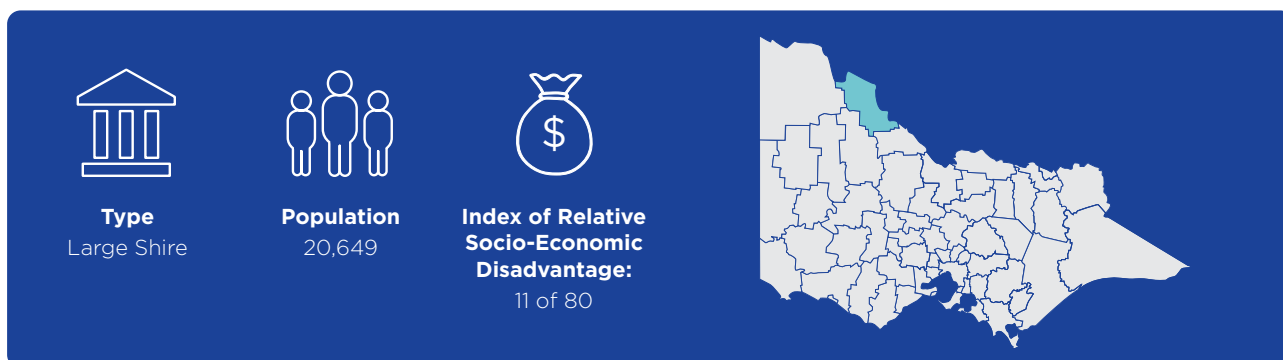 $
Type
Large Shire
Population
20,649
Index of Relative
Socio-Economic
Disadvantage:
11 of 80